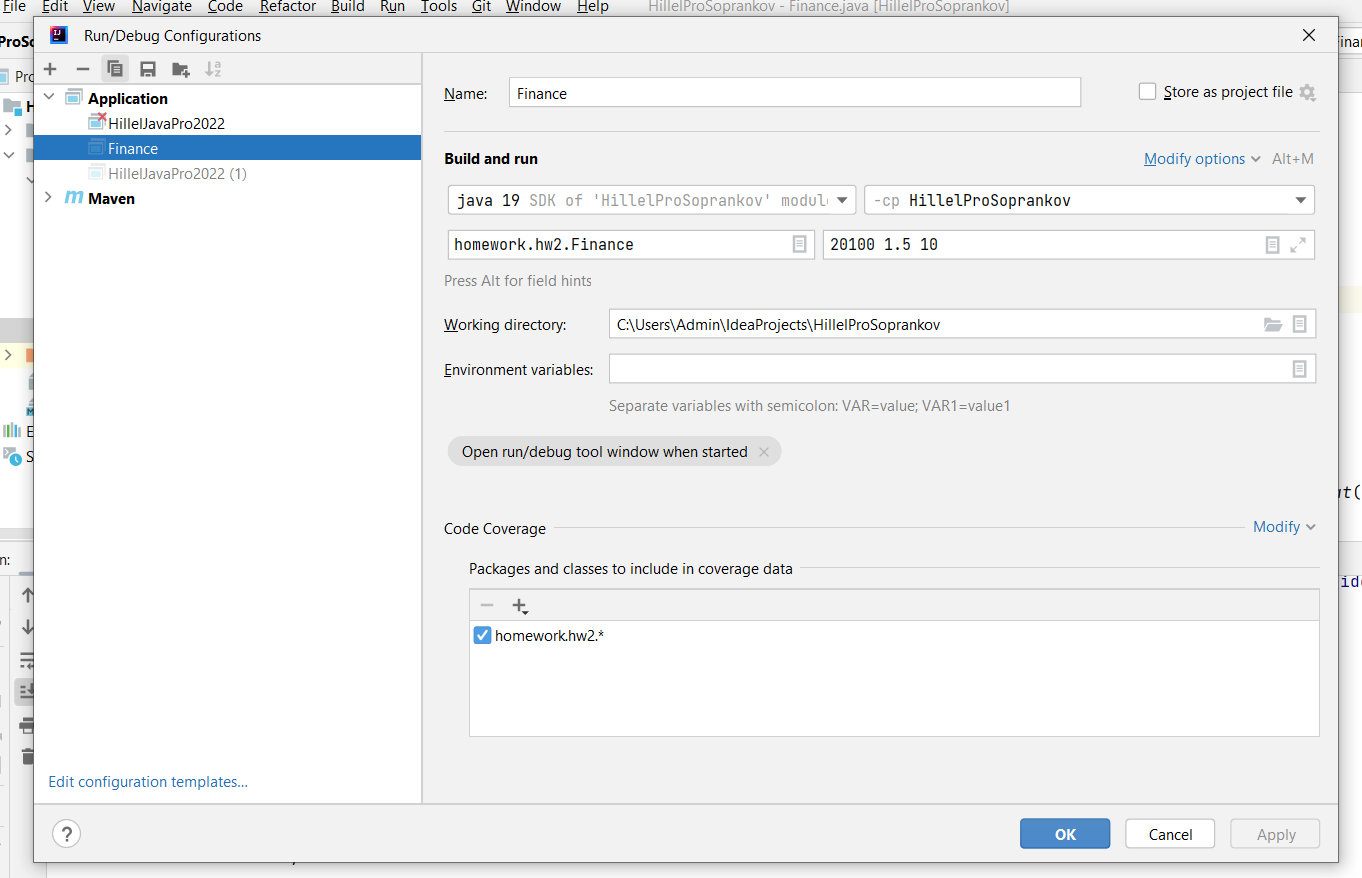 File Edit View Navigate Code Refactor Build Run Tools Git Window Help HillelProSoprankov - Finance.java [HillelProSoprankov]
Run/Debug Configurations
Application
HillelJavaPro2022
Finance
HillelJavaPro2022 (1)
Maven
Edit configuration templates...
Name: Finance
Store as project file
Build and run
Modify options Alt+M
java 19 SDK of 'HillelProSoprankov' modul
-cp HillelProSoprankov
homework.hw2.Finance
20100 1.5 10
Press Alt for field hints
Working directory: C:\Users\Admin\IdeaProjects\HillelProSoprankov
Environment variables:
Separate variables with semicolon: VAR=value; VAR1=value1
Open run/debug tool window when started
Code Coverage
Modify
Packages and classes to include in coverage data
homework.hw2.*
?
OK
Cancel
Apply